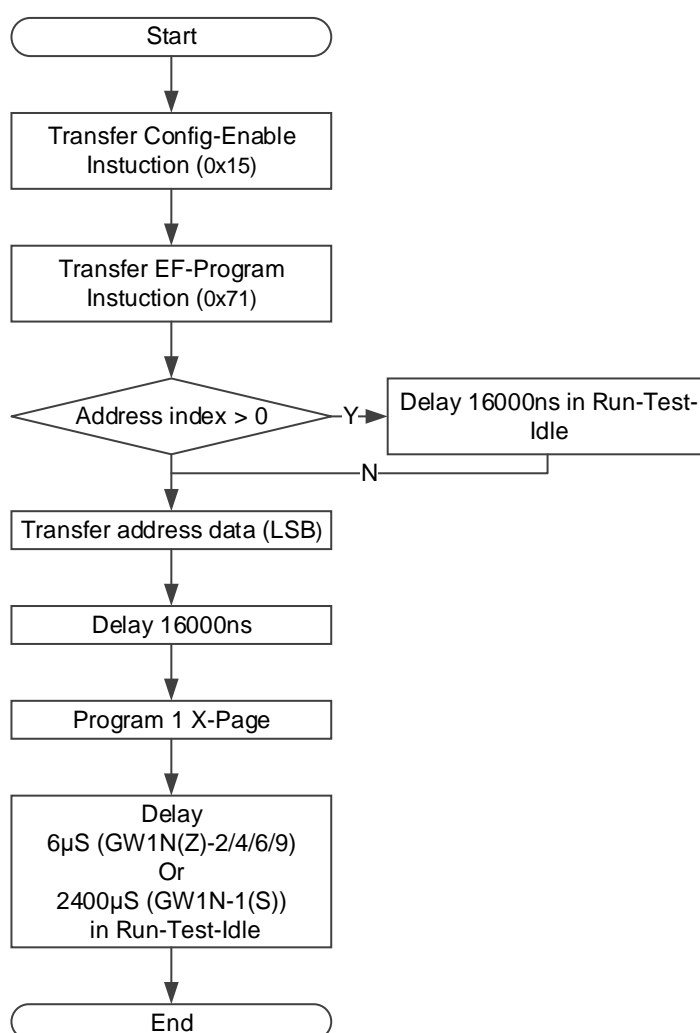 Start
Transfer Config-Enable
Instuction (0x15)
Transfer EF-Program
Instuction (0x71)
Address index > 0
Y
Delay 16000ns in Run-Test-
Idle
N
Transfer address data (LSB)
Delay 16000ns
Program 1 X-Page
Delay
6µS (GW1N(Z)-2/4/6/9)
Or
2400µS (GW1N-1(S))
in Run-Test-Idle
End